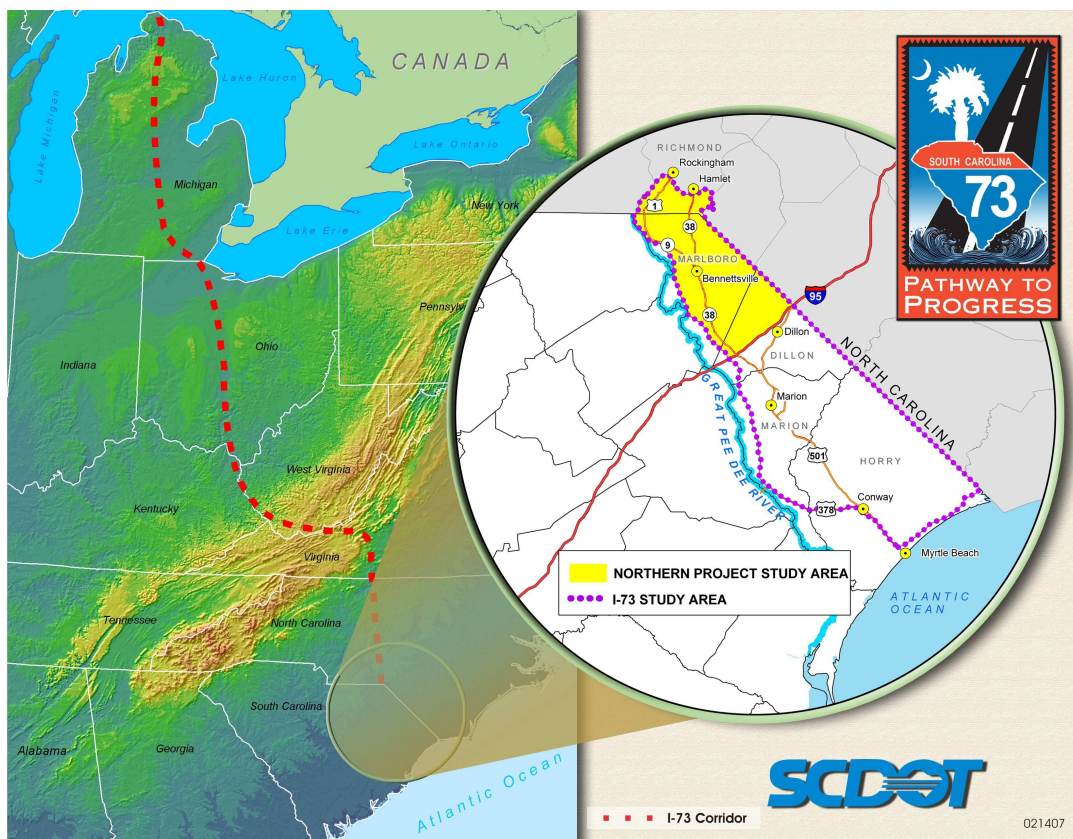 CANADA
Lake Huron
Lake Michigan
Lake Ontario
Michigan
New York
Lake Erie
Pennsylv
Ohio
Indiana
West Virginia
Kentucky
Virginia
Tennessee
North Carolina
South Carolina
Alabama
Georgia
Atlantic Ocean
RICHMOND
Rockingham
Hamlet
1
38
9
MARLBORO
Bennettsville
95
38
Dillon
DILLON
NORTH CAROLINA
GREAT PEE DEE RIVER
Marion
MARION
501
HORRY
Conway
378
Myrtle Beach
ATLANTIC
OCEAN
NORTHERN PROJECT STUDY AREA
I-73 STUDY AREA
SOUTH CAROLINA
73
PATHWAY TO
PROGRESS
SCDOT
I-73 Corridor
021407